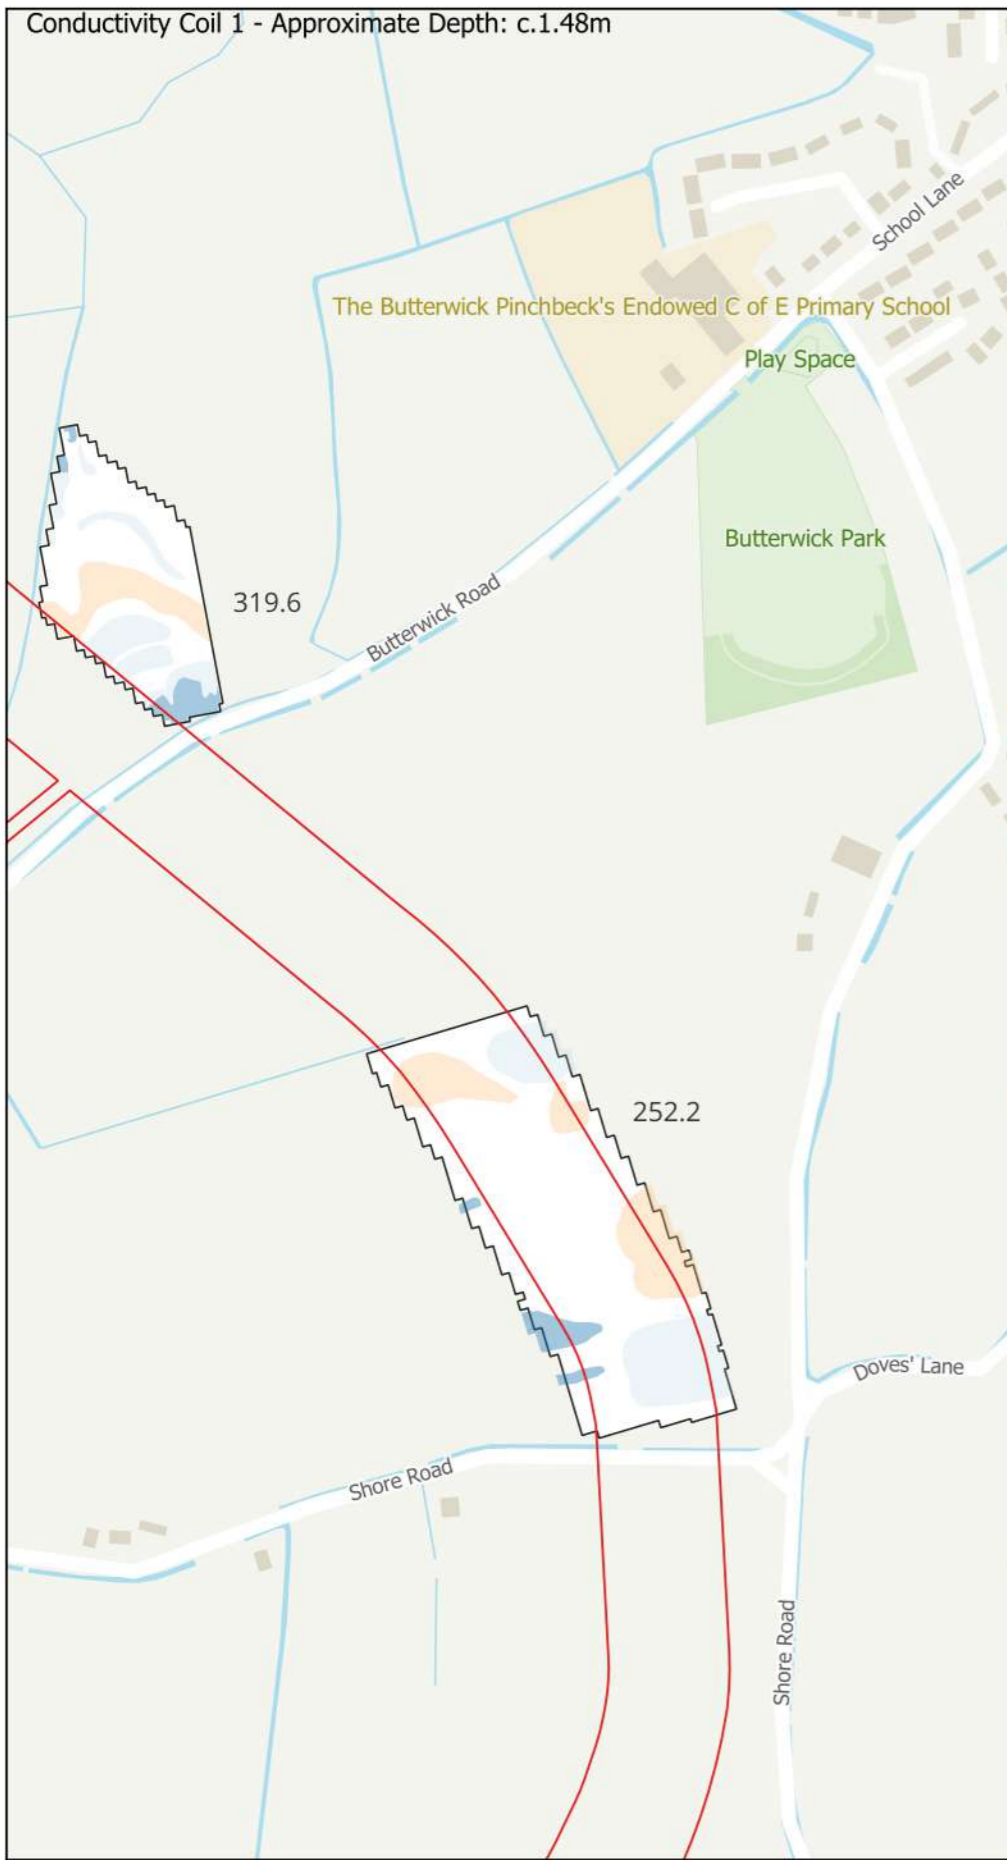 Conductivity Coil 1 - Approximate Depth: c.1.48m
School Lane
The Butterwick Pinchbeck's Endowed C of E Primary School
Play Space
Butterwick Park
319.6
Butterwick Road
252.2
Doves' Lane
Shore Road
Shore Road